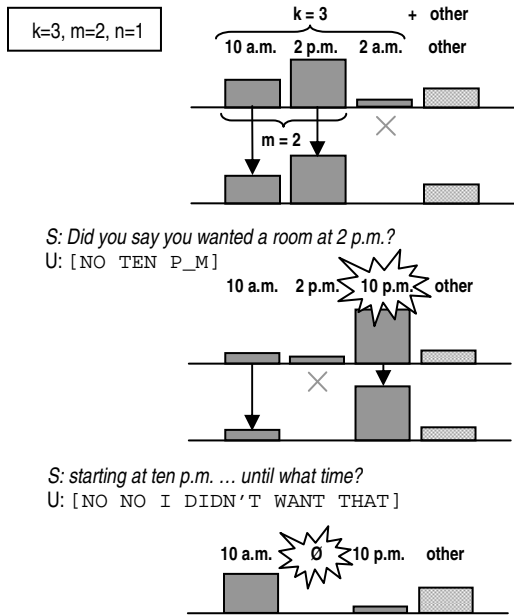 k=3, m=2, n=1
k = 3 + other
10 a.m. 2 p.m. 2 a.m. other
m = 2
S: Did you say you wanted a room at 2 p.m.?
U: [NO TEN P_M]
10 a.m. 2 p.m. 10 p.m. other
S: starting at ten p.m. … until what time?
U: [NO NO I DIDN'T WANT THAT]
10 a.m. Ø 10 p.m. other